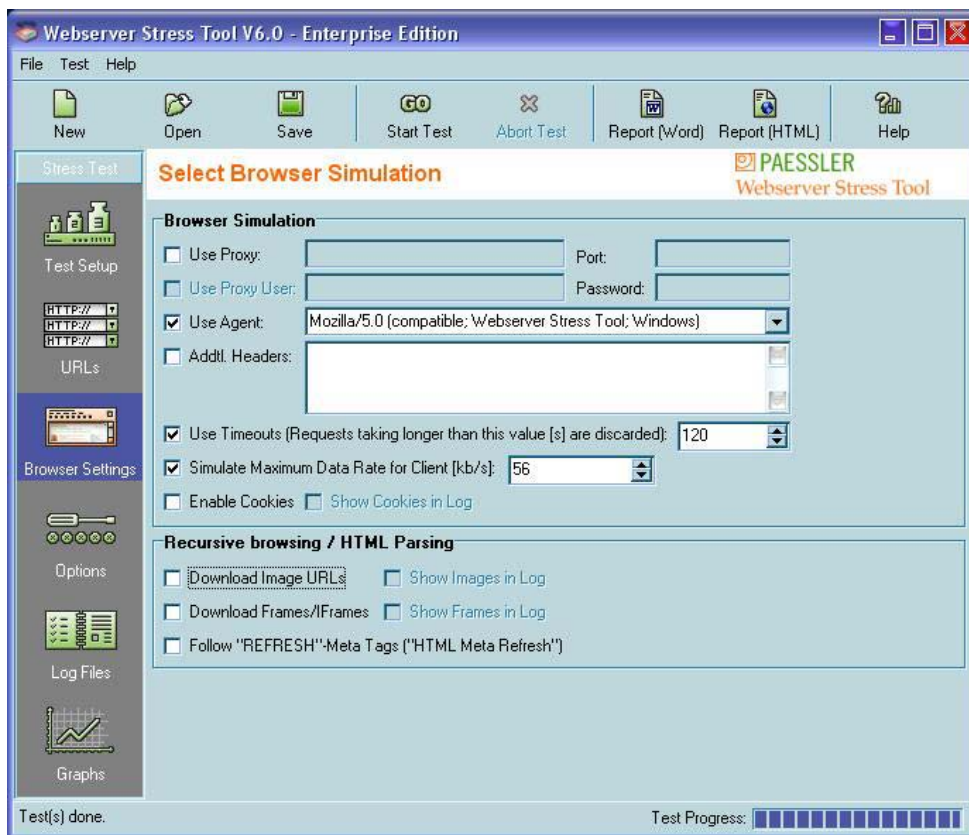 Webserver Stress Tool V6.0 - Enterprise Edition
File Test Help
New Open Save Start Test Abort Test Report (Word) Report (HTML) Help
GO
Stress Test
Select Browser Simulation
PAESSLER
Webserver Stress Tool
Test Setup
HTTP://
HTTP://
HTTP://
URLs
Browser Settings
Options
Log Files
Graphs
Browser Simulation
Use Proxy: Port:
Use Proxy User: Password:
Use Agent: Mozilla/5.0 (compatible; Webserver Stress Tool; Windows)
Addtl. Headers:
Use Timeouts (Requests taking longer than this value [s] are discarded): 120
Simulate Maximum Data Rate for Client [kb/s]: 56
Enable Cookies Show Cookies in Log
Recursive browsing / HTML Parsing
Download Image URLs Show Images in Log
Download Frames/IFrames Show Frames in Log
Follow "REFRESH"-Meta Tags ("HTML Meta Refresh")
Test(s) done. Test Progress: